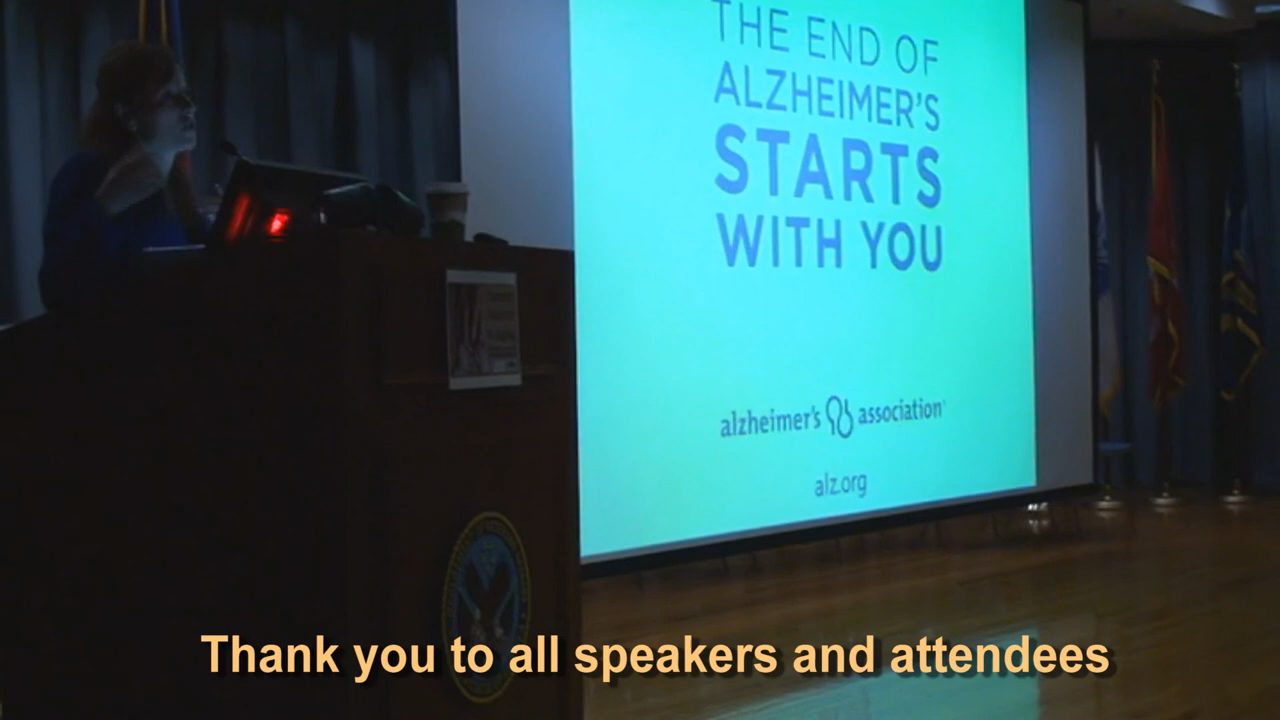 THE END OF
ALZHEIMER'S
STARTS
WITH YOU
alzheimer's association®
alz.org
Thank you to all speakers and attendees